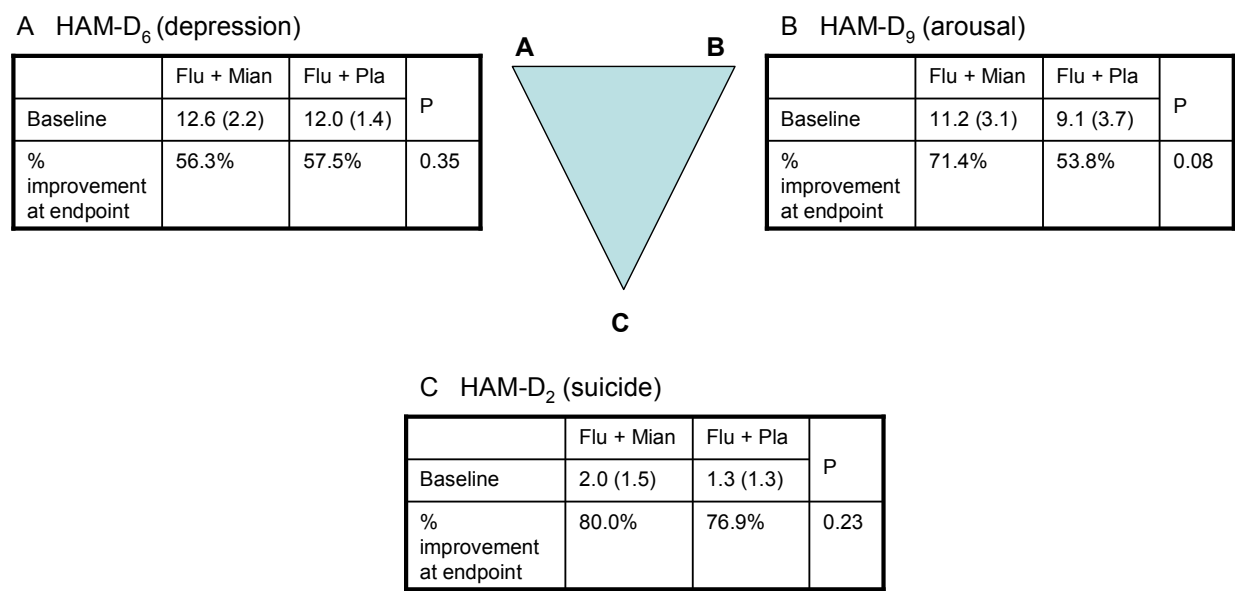 A HAM-D₆ (depression)
Flu + Mian Flu + Pla P
Baseline 12.6 (2.2) 12.0 (1.4)
% improvement at endpoint 56.3% 57.5% 0.35
A B
C
B HAM-D₉ (arousal)
Flu + Mian Flu + Pla P
Baseline 11.2 (3.1) 9.1 (3.7)
% improvement at endpoint 71.4% 53.8% 0.08
C HAM-D₂ (suicide)
Flu + Mian Flu + Pla P
Baseline 2.0 (1.5) 1.3 (1.3)
% improvement at endpoint 80.0% 76.9% 0.23